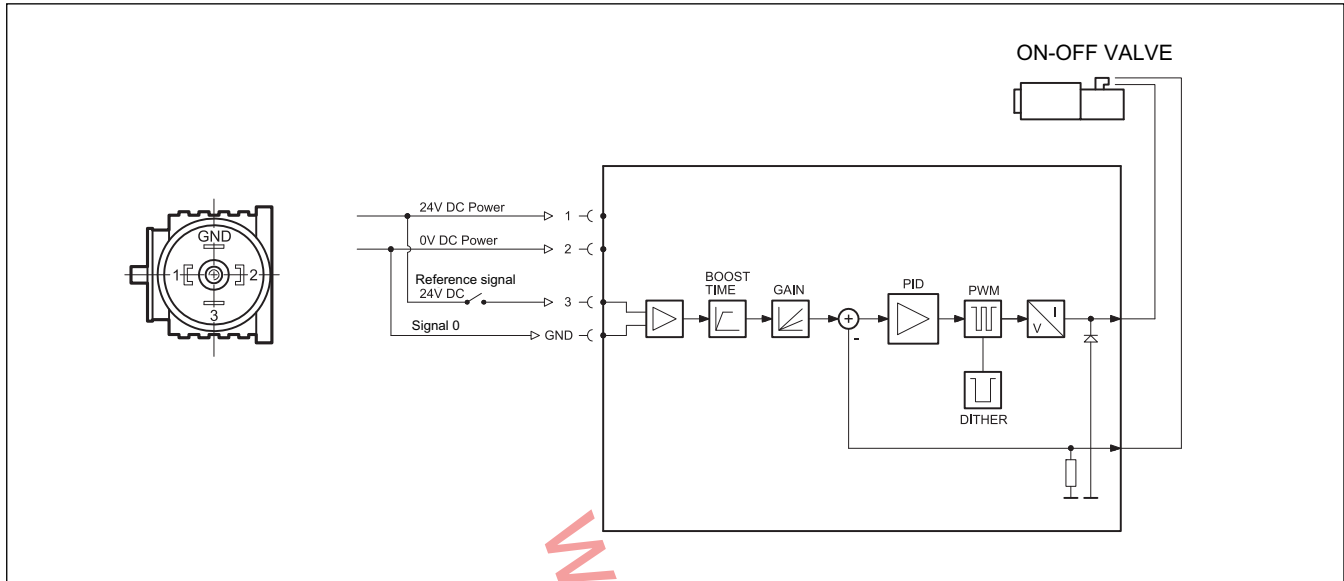 ON-OFF VALVE
GND
1
2
3
24V DC Power
1
0V DC Power
2
Reference signal
24V DC
3
Signal 0
GND
BOOST
TIME
GAIN
PID
PWM
I
V
+
-
DITHER
W